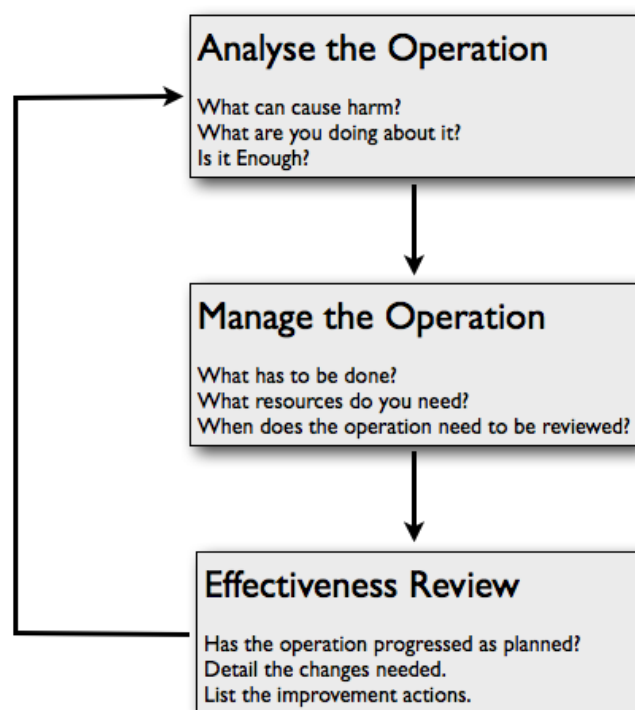 Analyse the Operation
What can cause harm?
What are you doing about it?
Is it Enough?
Manage the Operation
What has to be done?
What resources do you need?
When does the operation need to be reviewed?
Effectiveness Review
Has the operation progressed as planned?
Detail the changes needed.
List the improvement actions.